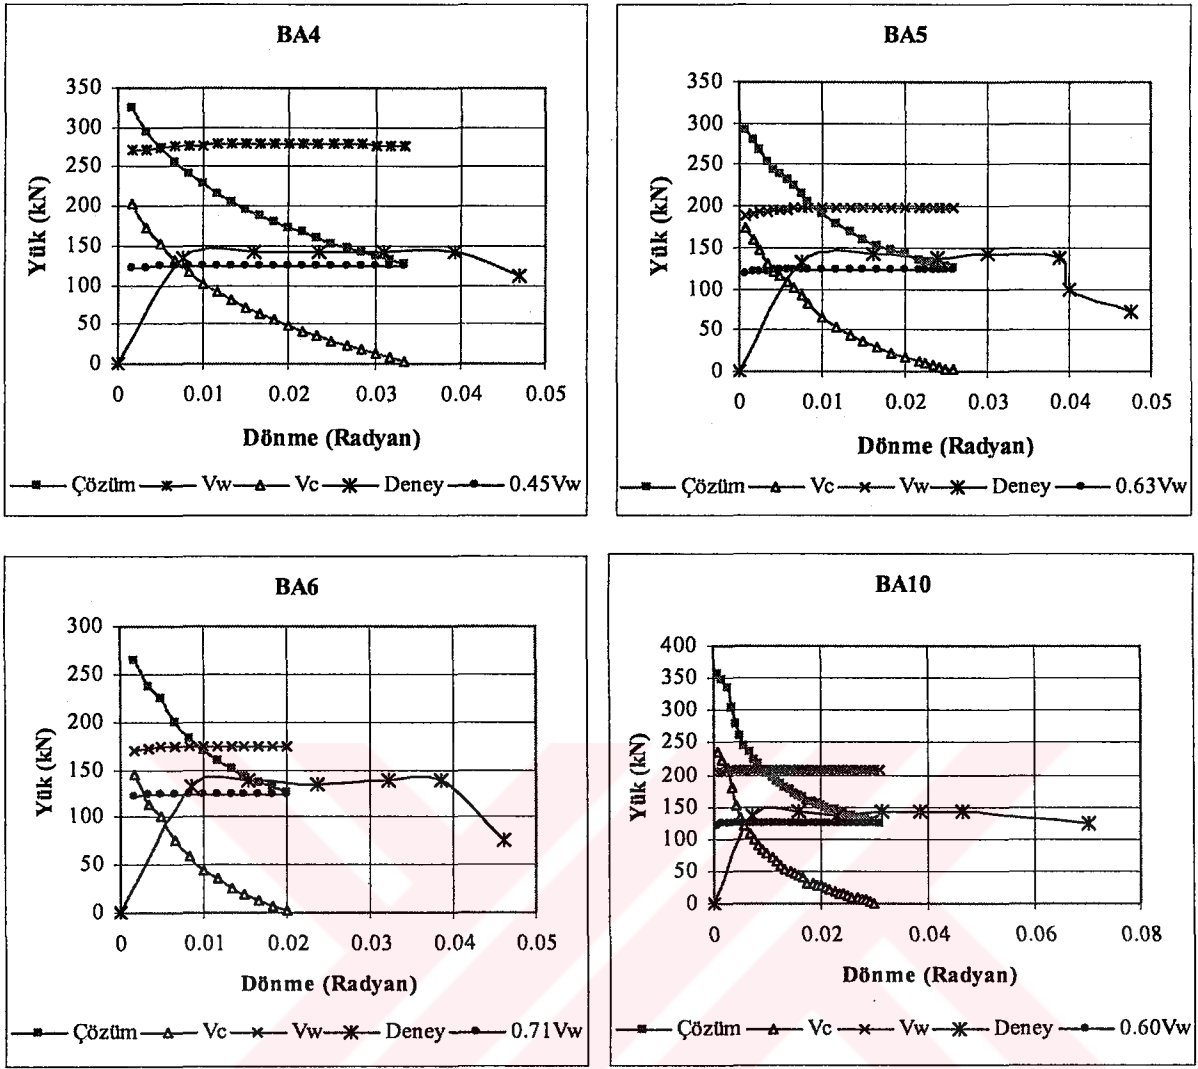 BA4
350
300
250
200
150
100
50
0
Yük (kN)
0 0.01 0.02 0.03 0.04 0.05
Dönme (Radyan)
Çözüm Vw Vc Deney 0.45Vw
BA5
350
300
250
200
150
100
50
0
Yük (kN)
0 0.01 0.02 0.03 0.04 0.05
Dönme (Radyan)
Çözüm Vc Vw Deney 0.63Vw
BA6
300
250
200
150
100
50
0
Yük (kN)
0 0.01 0.02 0.03 0.04 0.05
Dönme (Radyan)
Çözüm Vc Vw Deney 0.71Vw
BA10
400
350
300
250
200
150
100
50
0
Yük (kN)
0 0.02 0.04 0.06 0.08
Dönme (Radyan)
Çözüm Vc Vw Deney 0.60Vw